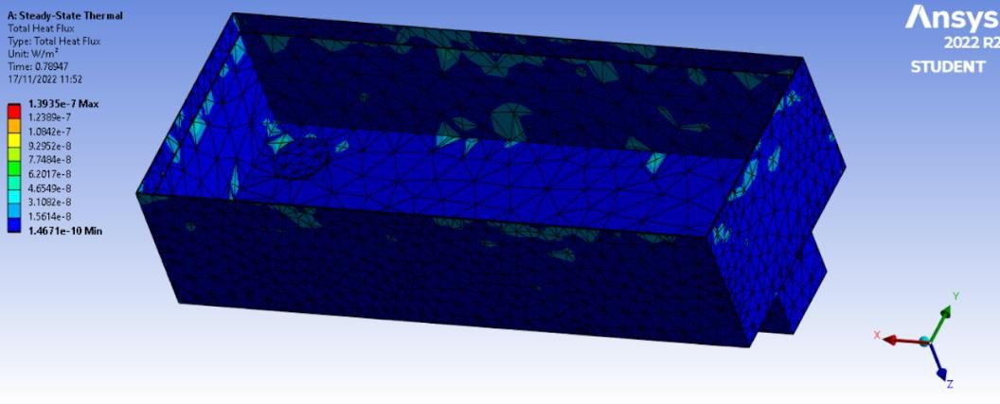 A: Steady-State Thermal
Total Heat Flux
Type: Total Heat Flux
Unit: W/m²
Time: 0.78947
17/11/2022 11:52
1.3935e-7 Max
1.2389e-7
1.0842e-7
9.2952e-8
7.7484e-8
6.2017e-8
4.6549e-8
3.1082e-8
1.5614e-8
1.4671e-10 Min
Ansys
2022 R2
STUDENT
Y
X
Z